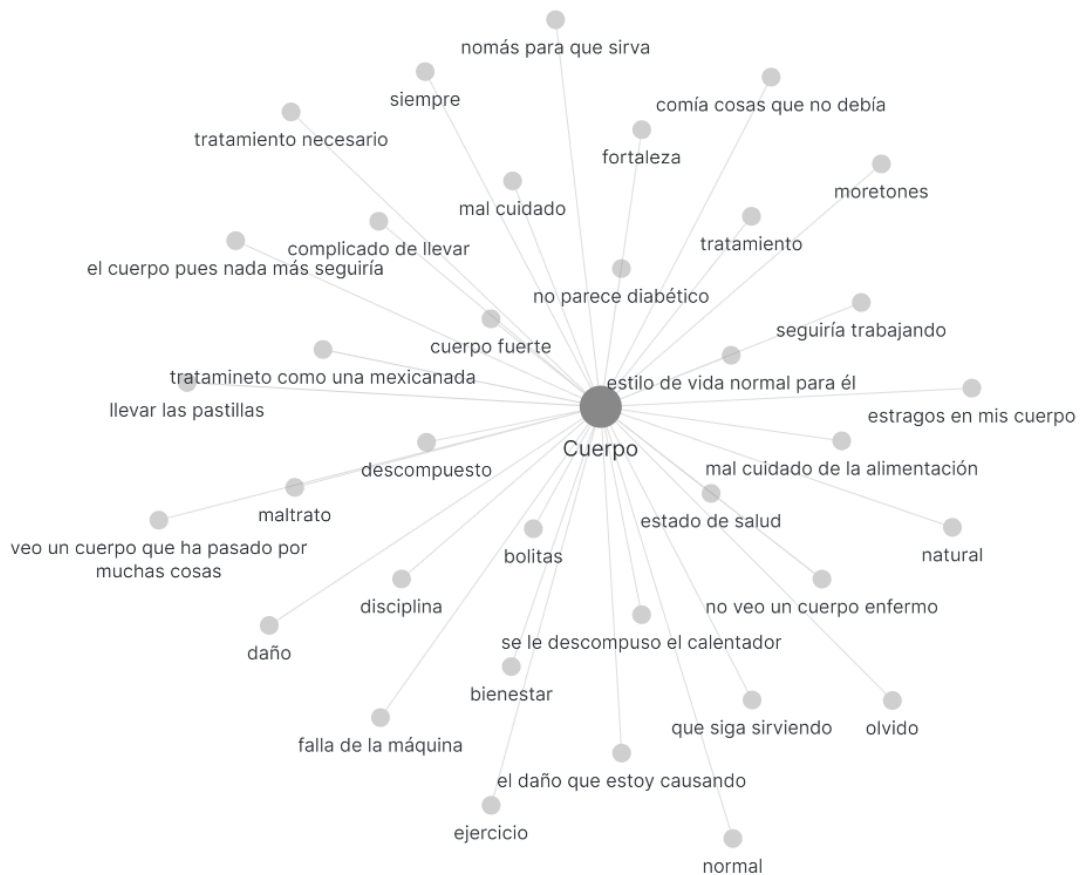 nomás para que sirva
siempre
comía cosas que no debía
tratamiento necesario
fortaleza
moretones
mal cuidado
tratamiento
complicado de llevar
el cuerpo pues nada más seguiría
no parece diabético
seguiría trabajando
cuerpo fuerte
tratamineto como una mexicanada
estilo de vida normal para él
llevar las pastillas
estragos en mis cuerpo
Cuerpo
descompuesto
mal cuidado de la alimentación
maltrato
estado de salud
veo un cuerpo que ha pasado por
muchas cosas
bolitas
natural
disciplina
no veo un cuerpo enfermo
se le descompuso el calentador
daño
bienestar
que siga sirviendo
olvido
falla de la máquina
el daño que estoy causando
ejercicio
normal